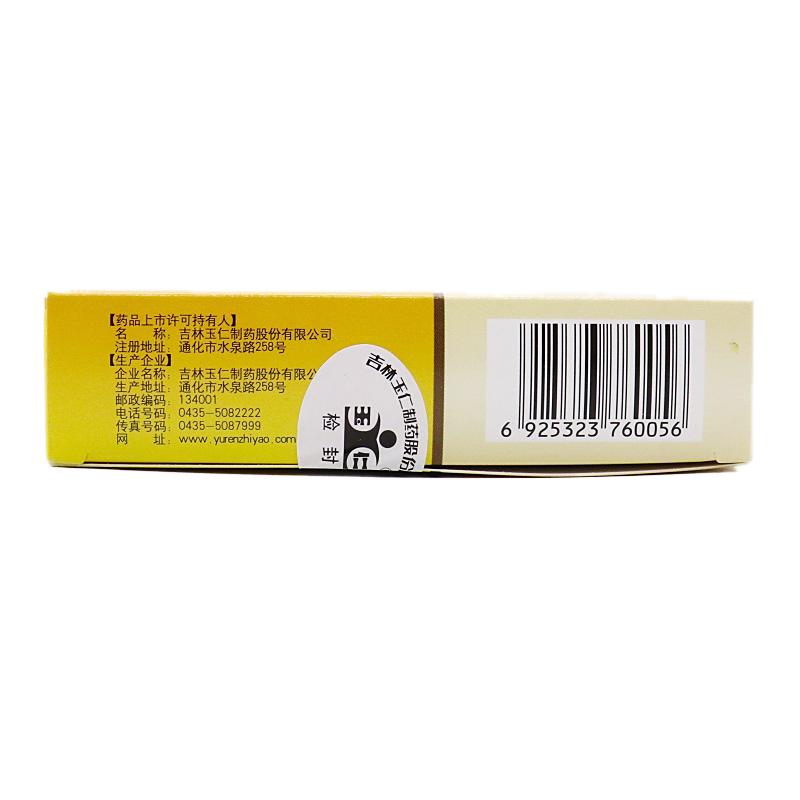 【药品上市许可持有人】
名 称：吉林玉仁制药股份有限公司
注册地址：通化市水泉路258号
【生产企业】
企业名称：吉林玉仁制药股份有限公
生产地址：通化市水泉路258号
邮政编码：134001
电话号码：0435-5082222
传真号码：0435-5087999
网 址：www.yurenzhiyao.com
吉林玉仁制药股份
玉仁
检封
6 925323 760056